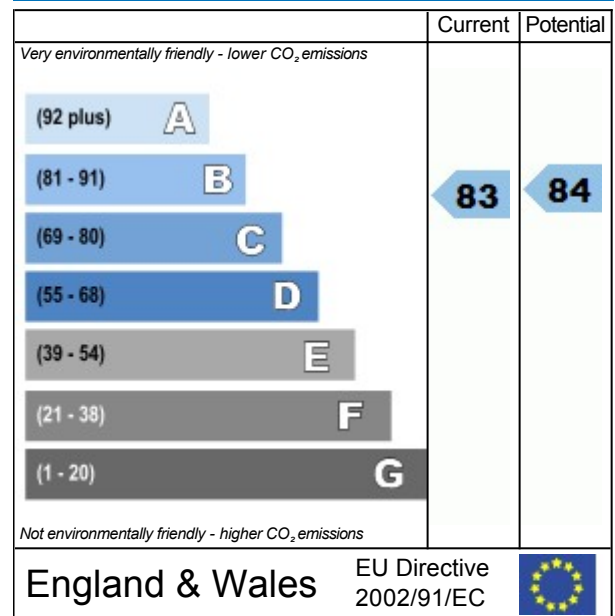 Current Potential
Very environmentally friendly - lower CO₂ emissions
(92 plus) A
(81 - 91) B
83 84
(69 - 80) C
(55 - 68) D
(39 - 54) E
(21 - 38) F
(1 - 20) G
Not environmentally friendly - higher CO₂ emissions
England & Wales
EU Directive
2002/91/EC